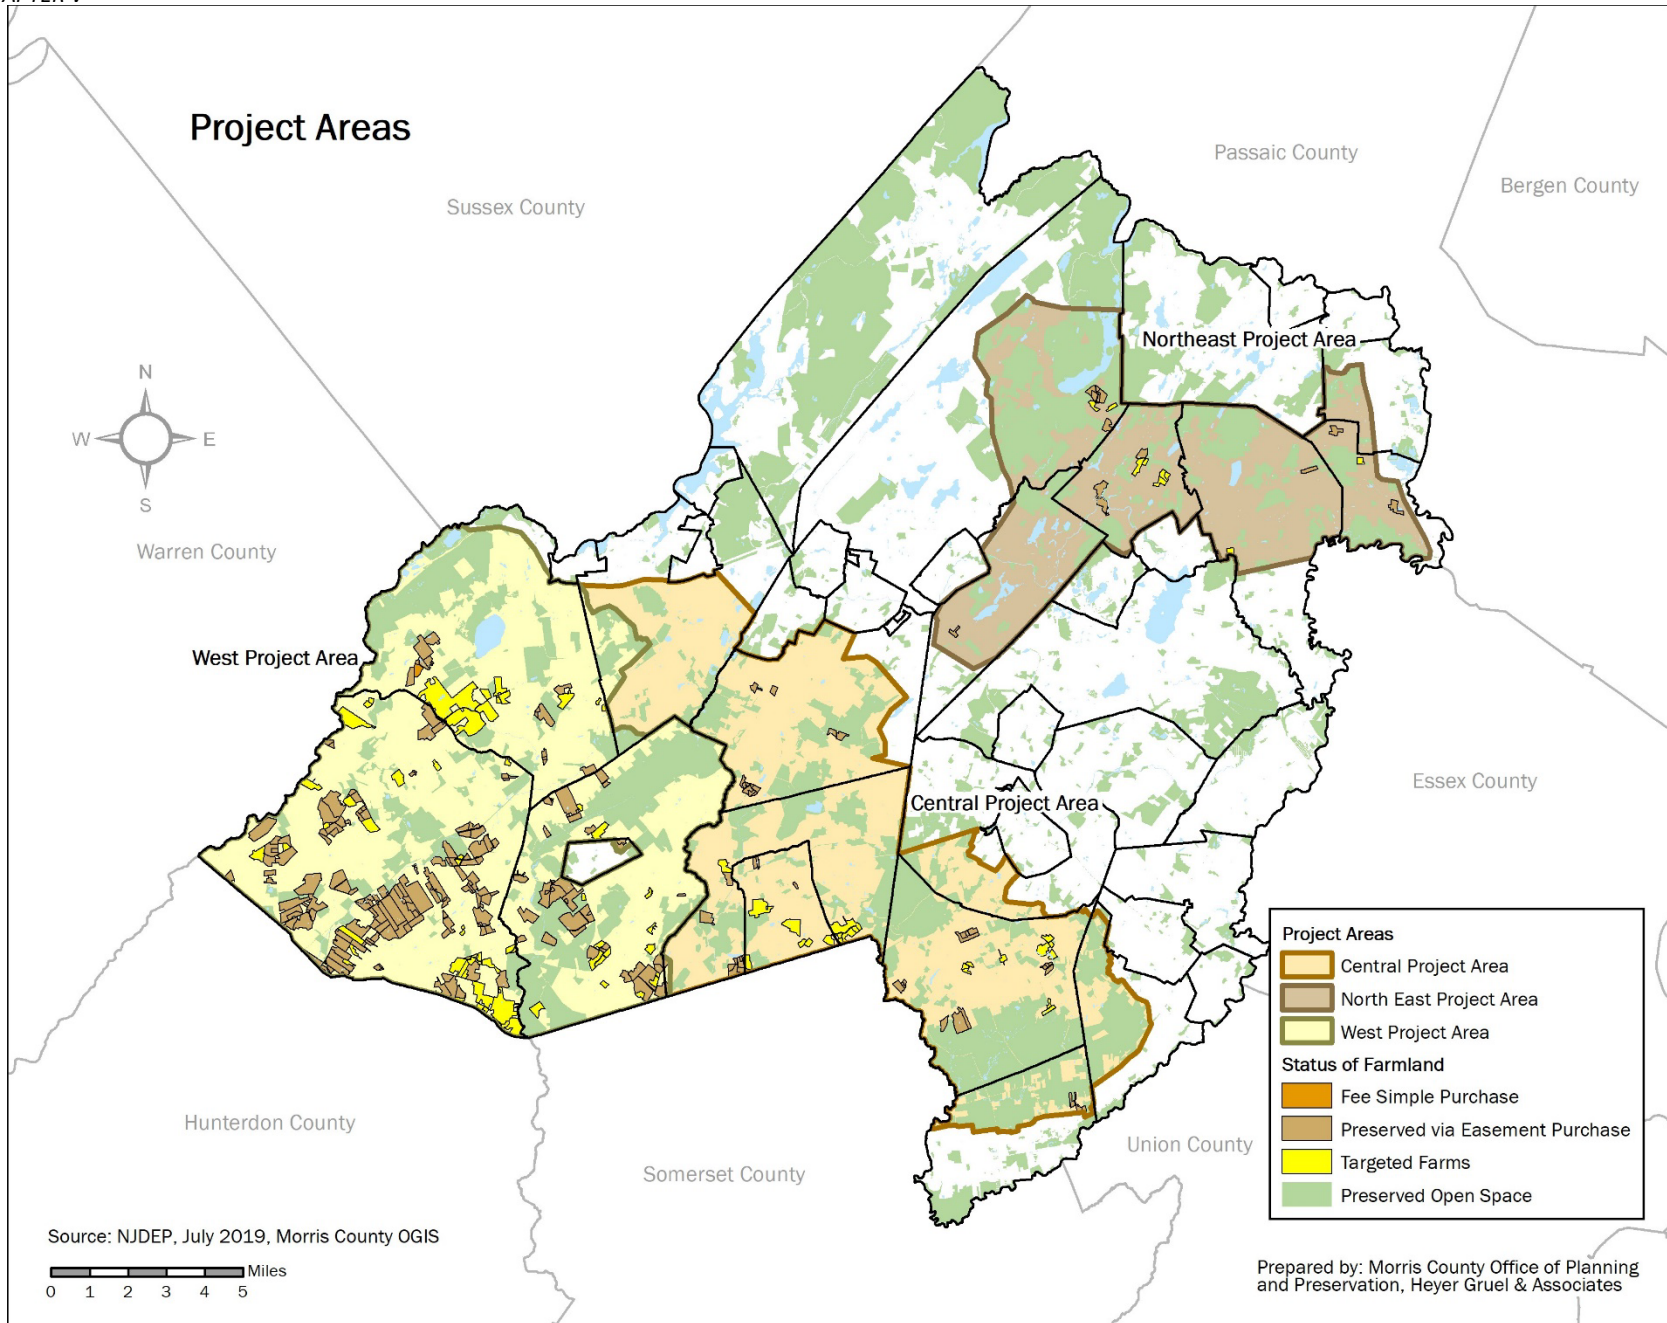 Project Areas
Sussex County
Passaic County
Bergen County
Northeast Project Area
N
W
E
S
Warren County
West Project Area
Essex County
Central Project Area
Project Areas
Central Project Area
North East Project Area
West Project Area
Status of Farmland
Fee Simple Purchase
Preserved via Easement Purchase
Targeted Farms
Preserved Open Space
Hunterdon County
Somerset County
Union County
Source: NJDEP, July 2019, Morris County OGIS
Miles
0 1 2 3 4 5
Prepared by: Morris County Office of Planning
and Preservation, Heyer Gruel & Associates